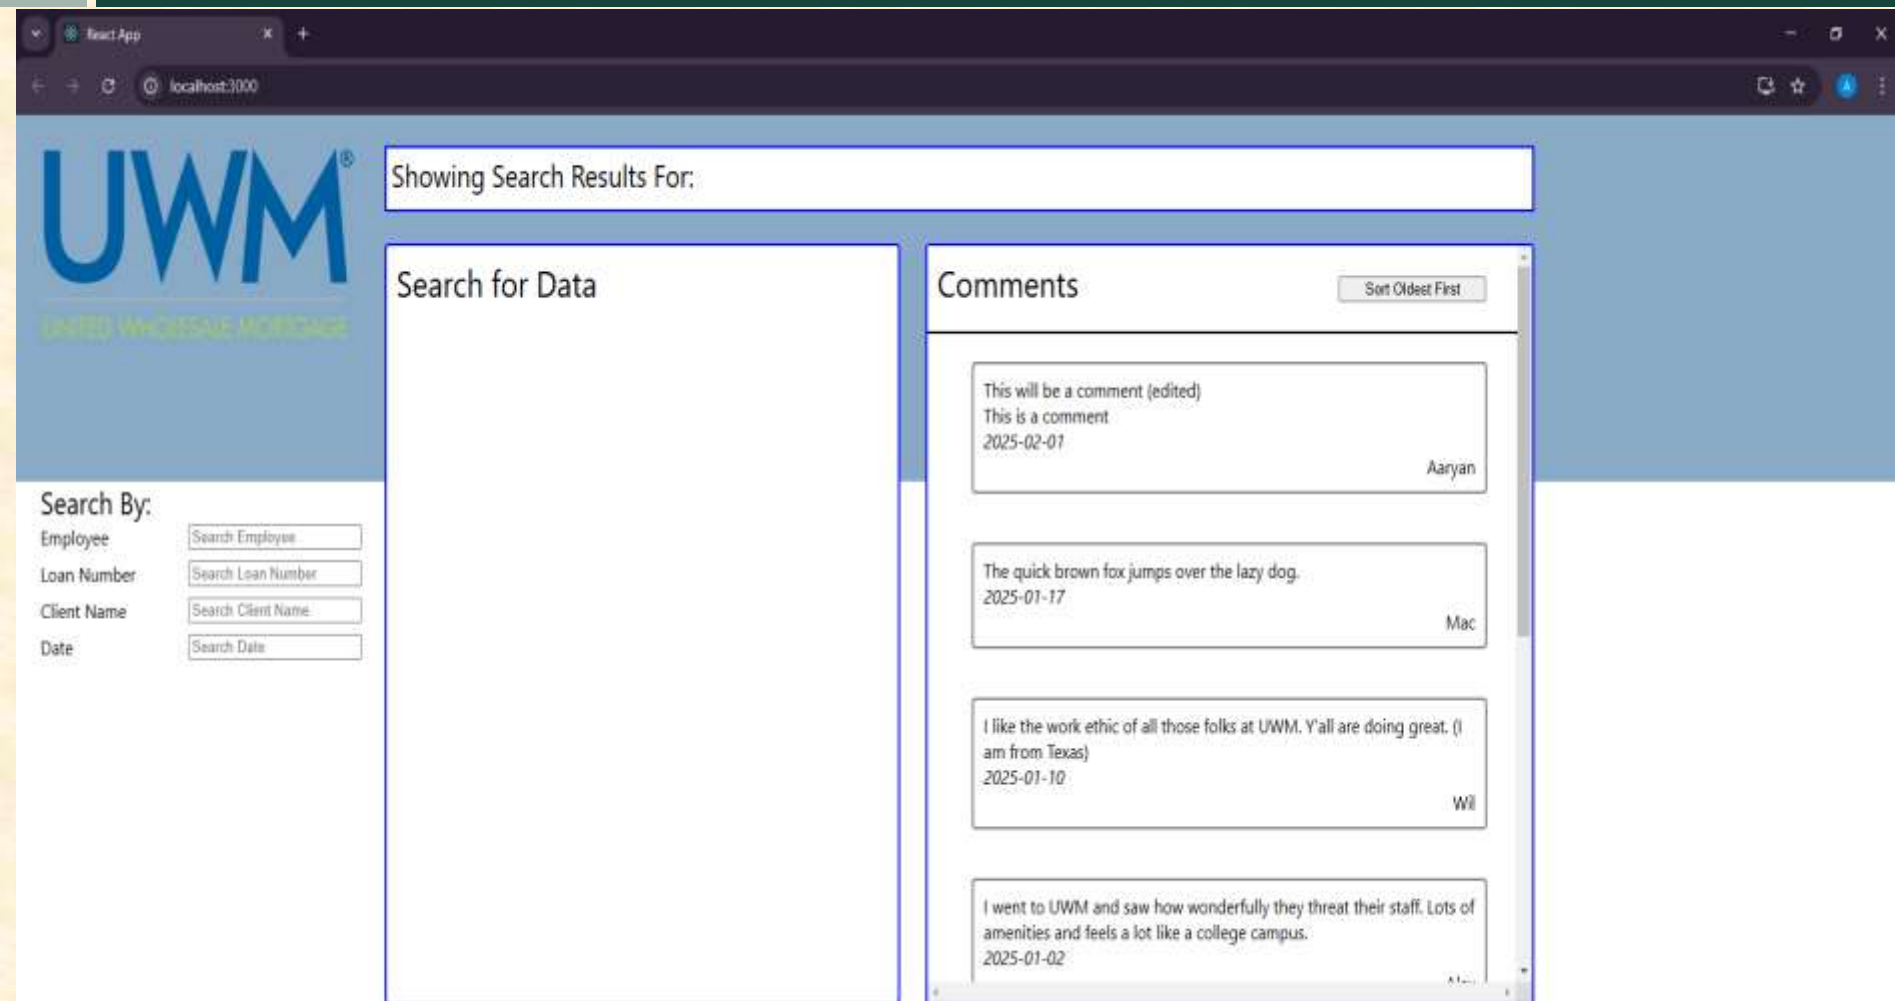 React App
localhost:3000
A
UWM®
UNITED WHOLESALE MORTGAGE
Showing Search Results For:
Search for Data
Comments
Sort Oldest First
This will be a comment (edited)
This is a comment
2025-02-01
Aaryan
The quick brown fox jumps over the lazy dog.
2025-01-17
Mac
I like the work ethic of all those folks at UWM. Y'all are doing great. (I
am from Texas)
2025-01-10
Wil
I went to UWM and saw how wonderfully they threat their staff. Lots of
amenities and feels a lot like a college campus.
2025-01-02
Search By:
Employee
Search Employee
Loan Number
Search Loan Number
Client Name
Search Client Name
Date
Search Date